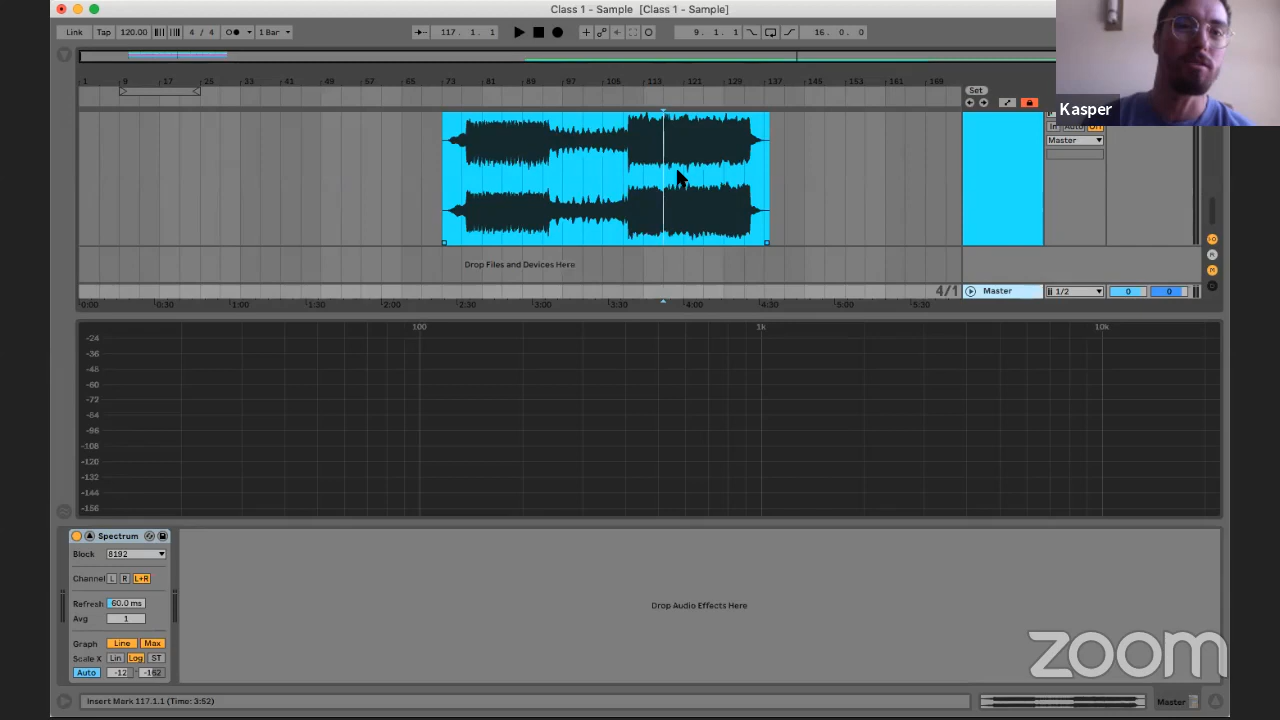 Class 1 - Sample [Class 1 - Sample]
Link Tap 120.00 4 / 4 1 Bar 117. 1. 1 9. 1. 1 16. 0. 0
1 9 17 25 33 41 49 57 65 73 81 89 97 105 113 121 129 137 145 153 161 169
Set
Kasper
In Auto Off
Master
Drop Files and Devices Here
4/1 Master 1/2 0 0
0:00 0:30 1:00 1:30 2:00 2:30 3:00 3:30 4:00 4:30 5:00 5:30
100 1k 10k
-24
-36
-48
-60
-72
-84
-96
-108
-120
-132
-144
-156
Spectrum
Block 8192
Channel L R L+R
Refresh 60.0 ms
Avg 1
Graph Line Max
Scale X Lin Log ST
Auto -12 -162
Drop Audio Effects Here
zoom
Insert Mark 117.1.1 (Time: 3:52)
Master